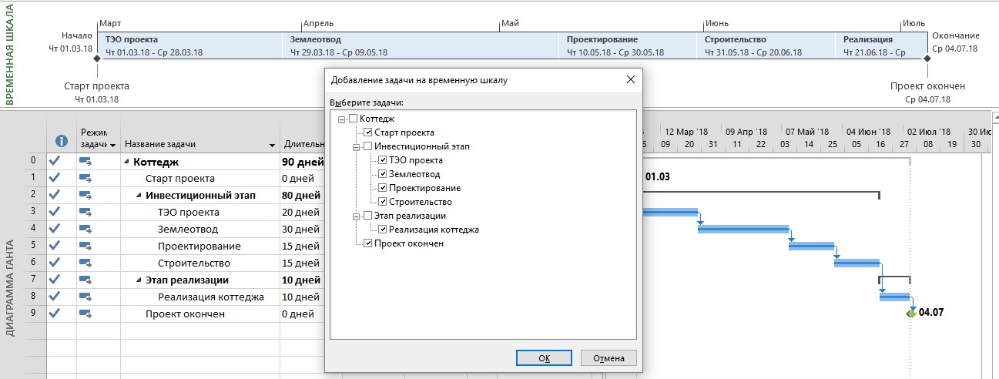 ВРЕМЕННАЯ ШКАЛА
Март Апрель Май Июнь Июль
Начало
Чт 01.03.18
ТЭО проекта
Чт 01.03.18 - Ср 28.03.18
Землеотвод
Чт 29.03.18 - Ср 09.05.18
Проектирование
Чт 10.05.18 - Ср 30.05.18
Строительство
Чт 31.05.18 - Ср 20.06.18
Реализация
Чт 21.06.18 - Ср
Окончание
Ср 04.07.18
Старт проекта
Чт 01.03.18
Проект окончен
Ср 04.07.18
Добавление задачи на временную шкалу
Выберите задачи:
Коттедж
Старт проекта
Инвестиционный этап
ТЭО проекта
Землеотвод
Проектирование
Строительство
Этап реализации
Реализация коттеджа
Проект окончен
ОК Отмена
ДИАГРАММА ГАНТА
Режим
задачи Название задачи Длительн
0 Коттедж 90 дней
1 Старт проекта 0 дней
2 Инвестиционный этап 80 дней
3 ТЭО проекта 20 дней
4 Землеотвод 30 дней
5 Проектирование 15 дней
6 Строительство 15 дней
7 Этап реализации 10 дней
8 Реализация коттеджа 10 дней
9 Проект окончен 0 дней
12 Мар '18 09 Апр '18 07 Май '18 04 Июн '18 02 Июл '18 30 Ию
09 31 11 22 03 14 25 05 16 27 08 19 30
01.03
04.07